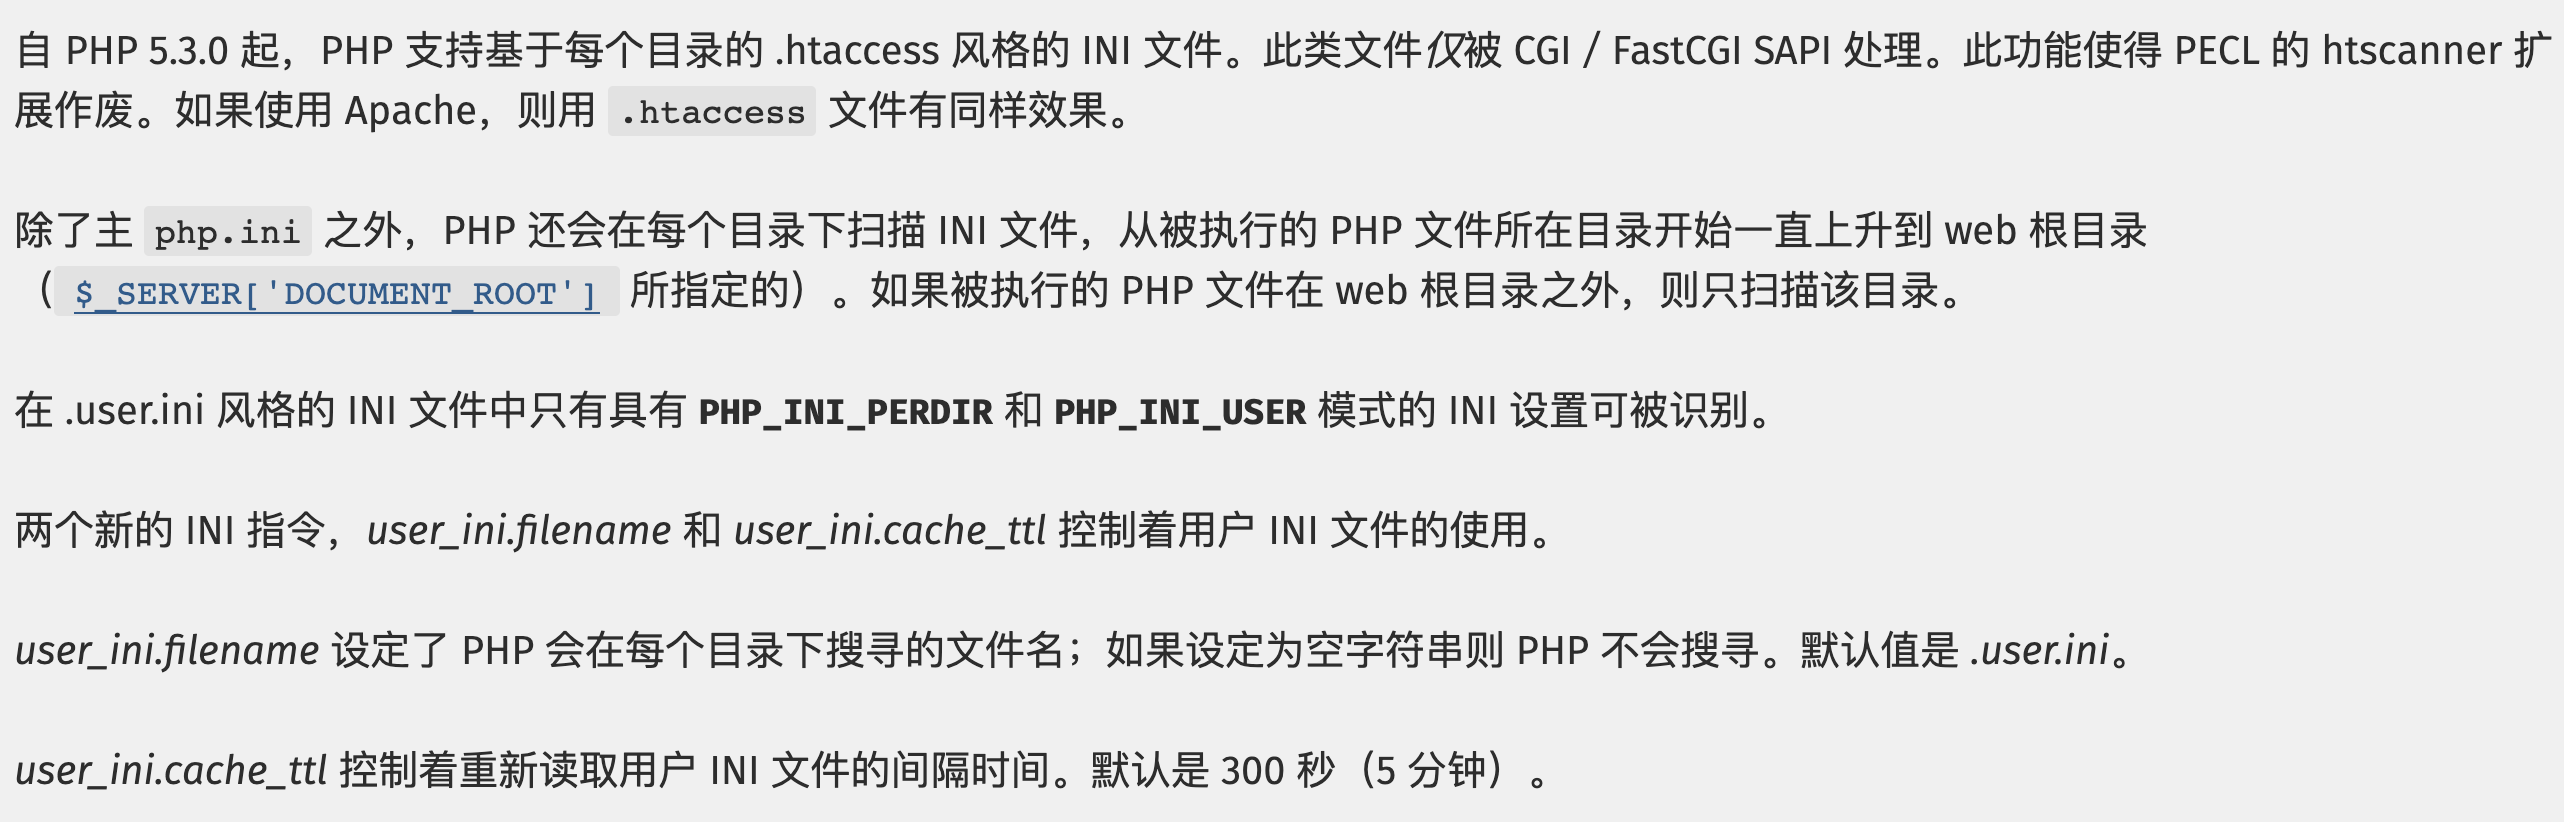 自 PHP 5.3.0 起，PHP 支持基于每个目录的 .htaccess 风格的 INI 文件。此类文件仅被 CGI / FastCGI SAPI 处理。此功能使得 PECL 的 htscanner 扩
展作废。如果使用 Apache，则用 .htaccess 文件有同样效果。
除了主 php.ini 之外，PHP 还会在每个目录下扫描 INI 文件，从被执行的 PHP 文件所在目录开始一直上升到 web 根目录
（$_SERVER['DOCUMENT_ROOT'] 所指定的）。如果被执行的 PHP 文件在 web 根目录之外，则只扫描该目录。
在 .user.ini 风格的 INI 文件中只有具有 PHP_INI_PERDIR 和 PHP_INI_USER 模式的 INI 设置可被识别。
两个新的 INI 指令，user_ini.filename 和 user_ini.cache_ttl 控制着用户 INI 文件的使用。
user_ini.filename 设定了 PHP 会在每个目录下搜寻的文件名；如果设定为空字符串则 PHP 不会搜寻。默认值是 .user.ini。
user_ini.cache_ttl 控制着重新读取用户 INI 文件的间隔时间。默认是 300 秒（5 分钟）。